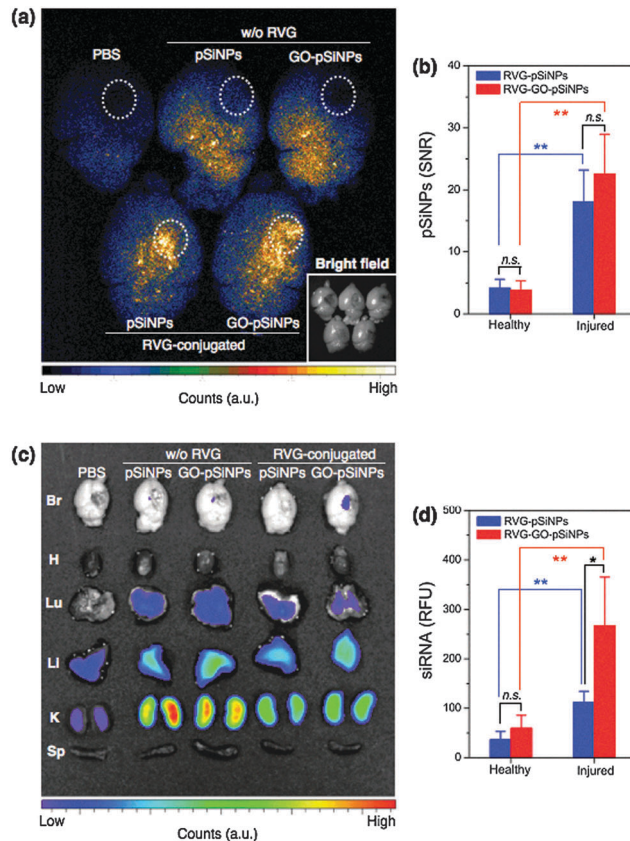 (a)
w/o RVG
PBS
pSiNPs
GO-pSiNPs
Bright field
pSiNPs
GO-pSiNPs
RVG-conjugated
Low
High
Counts (a.u.)
(b)
RVG-pSiNPs
RVG-GO-pSiNPs
pSiNPs (SNR)
40
30
20
10
0
**
**
n.s.
n.s.
Healthy
Injured
(c)
w/o RVG
RVG-conjugated
PBS
pSiNPs
GO-pSiNPs
pSiNPs
GO-pSiNPs
Br
H
Lu
Li
K
Sp
Low
High
Counts (a.u.)
(d)
RVG-pSiNPs
RVG-GO-pSiNPs
siRNA (RFU)
500
400
300
200
100
0
**
**
*
n.s.
Healthy
Injured